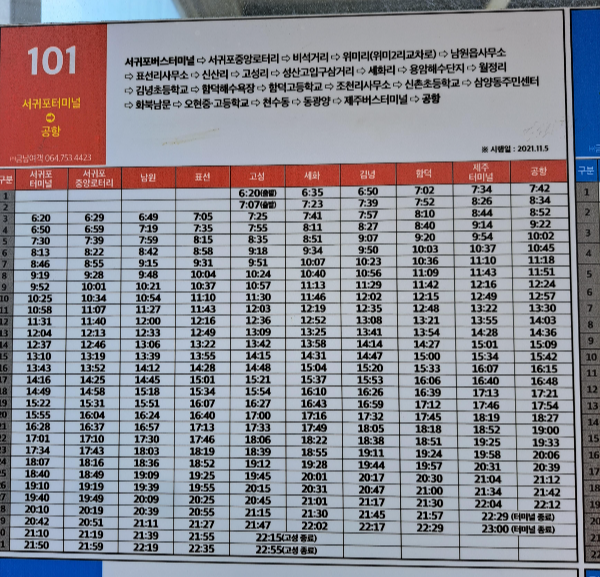 101
서귀포터미널
공항
금남여객 064.753.4423
서귀포버스터미널 ⇨ 서귀포중앙로터리 ⇨ 비석거리 ⇨ 위미리(위미2리교차로) ⇨ 남원읍사무소
⇨ 표선리사무소 ⇨ 신산리 ⇨ 고성리 ⇨ 성산고입구삼거리 ⇨ 세화리 ⇨ 용암해수단지 ⇨ 월정리
⇨ 김녕초등학교 ⇨ 함덕해수욕장 ⇨ 함덕고등학교 ⇨ 조천리사무소 ⇨ 신촌초등학교 ⇨ 삼양동주민센터
⇨ 화북남문 ⇨ 오현중·고등학교 ⇨ 천수동 ⇨ 동광양 ⇨ 제주버스터미널 ⇨ 공항
※ 시행일 : 2021.11.5
구분 서귀포터미널 서귀포중앙로터리 남원 표선 고성 세화 김녕 함덕 제주터미널 공항 구분
1 6:20(출발) 6:35 6:50 7:02 7:34 7:42
2 7:07(출발) 7:23 7:39 7:52 8:26 8:34
3 6:20 6:29 6:49 7:05 7:25 7:41 7:57 8:10 8:44 8:52
4 6:50 6:59 7:19 7:35 7:55 8:11 8:27 8:40 9:14 9:22
5 7:30 7:39 7:59 8:15 8:35 8:51 9:07 9:20 9:54 10:02
6 8:13 8:22 8:42 8:58 9:18 9:34 9:50 10:03 10:37 10:45
7 8:46 8:55 9:15 9:31 9:51 10:07 10:23 10:36 11:10 11:18
8 9:19 9:28 9:48 10:04 10:24 10:40 10:56 11:09 11:43 11:51
9 9:52 10:01 10:21 10:37 10:57 11:13 11:29 11:42 12:16 12:24
10 10:25 10:34 10:54 11:10 11:30 11:46 12:02 12:15 12:49 12:57
11 10:58 11:07 11:27 11:43 12:03 12:19 12:35 12:48 13:22 13:30
12 11:31 11:40 12:00 12:16 12:36 12:52 13:08 13:21 13:55 14:03
13 12:04 12:13 12:33 12:49 13:09 13:25 13:41 13:54 14:28 14:36
14 12:37 12:46 13:06 13:22 13:42 13:58 14:14 14:27 15:01 15:09
15 13:10 13:19 13:39 13:55 14:15 14:31 14:47 15:00 15:34 15:42
16 13:43 13:52 14:12 14:28 14:48 15:04 15:20 15:33 16:07 16:15
17 14:16 14:25 14:45 15:01 15:21 15:37 15:53 16:06 16:40 16:48
18 14:49 14:58 15:18 15:34 15:54 16:10 16:26 16:39 17:13 17:21
19 15:22 15:31 15:51 16:07 16:27 16:43 16:59 17:12 17:46 17:54
20 15:55 16:04 16:24 16:40 17:00 17:16 17:32 17:45 18:19 18:27
21 16:28 16:37 16:57 17:13 17:33 17:49 18:05 18:18 18:52 19:00
22 17:01 17:10 17:30 17:46 18:06 18:22 18:38 18:51 19:25 19:33
23 17:34 17:43 18:03 18:19 18:39 18:55 19:11 19:24 19:58 20:06
24 18:07 18:16 18:36 18:52 19:12 19:28 19:44 19:57 20:31 20:39
25 18:40 18:49 19:09 19:25 19:45 20:01 20:17 20:30 21:04 21:12
26 19:10 19:19 19:39 19:55 20:15 20:31 20:47 21:00 21:34 21:42
27 19:40 19:49 20:09 20:25 20:45 21:01 21:17 21:30 22:04 22:12
28 20:10 20:19 20:39 20:55 21:15 21:30 21:45 21:57 22:29 (터미널 종료)
29 20:42 20:51 21:11 21:27 21:47 22:02 22:17 22:29 23:00 (터미널 종료)
30 21:10 21:19 21:39 21:55 22:15(고성 종료)
31 21:50 21:59 22:19 22:35 22:55(고성 종료)